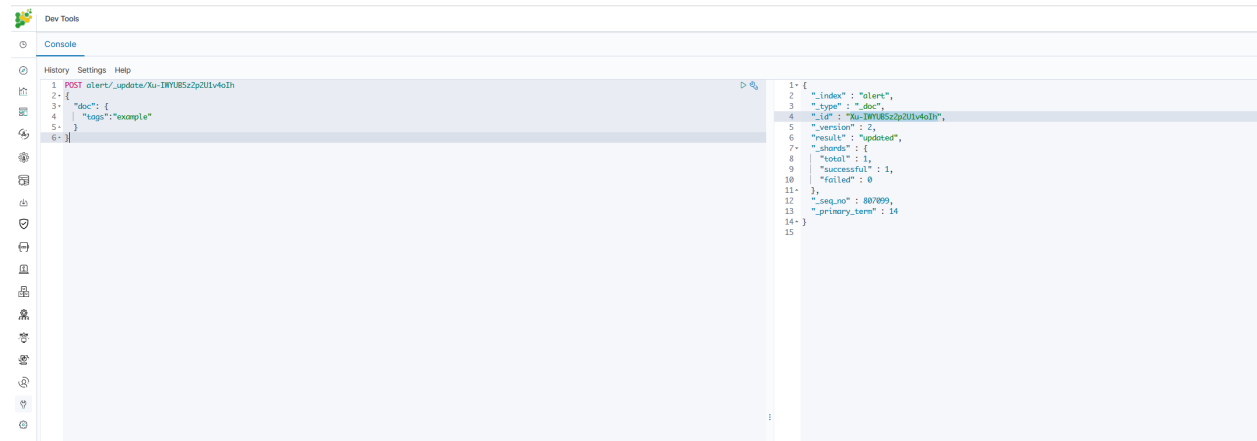 Dev Tools
Console
History Settings Help
1 POST alert/_update/Xu-IWYUBSz2pZU1v4oIh
2 {
3 "doc": {
4 "tags":"example"
5 }
6 }
1 {
2 "_index" : "alert",
3 "_type" : "_doc",
4 "_id" : "Xu-IWYUBSz2pZU1v4oIh",
5 "_version" : 2,
6 "result" : "updated",
7 "_shards" : {
8 "total" : 1,
9 "successful" : 1,
10 "failed" : 0
11 },
12 "_seq_no" : 807099,
13 "_primary_term" : 14
14 }
15